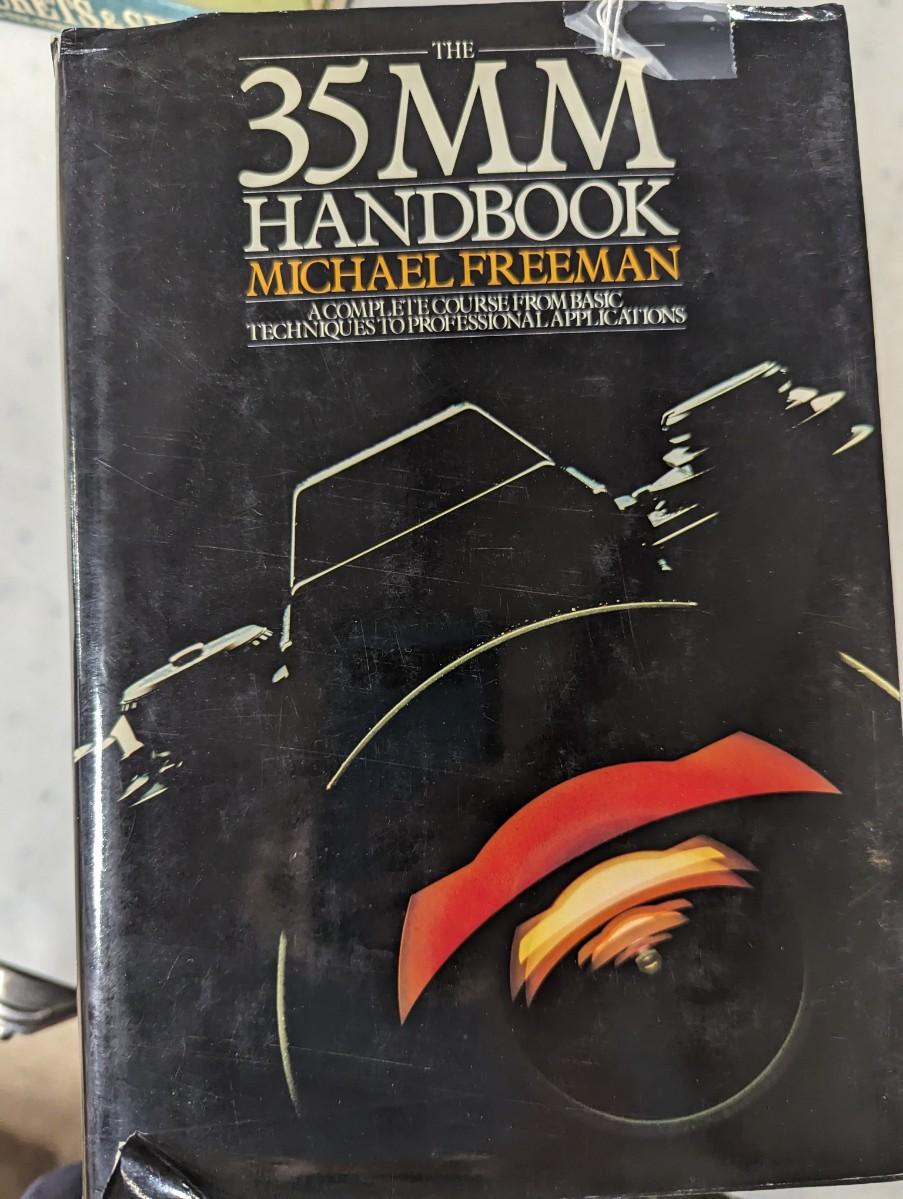 THE
35MM
HANDBOOK
MICHAEL FREEMAN
A COMPLETE COURSE FROM BASIC
TECHNIQUES TO PROFESSIONAL APPLICATIONS